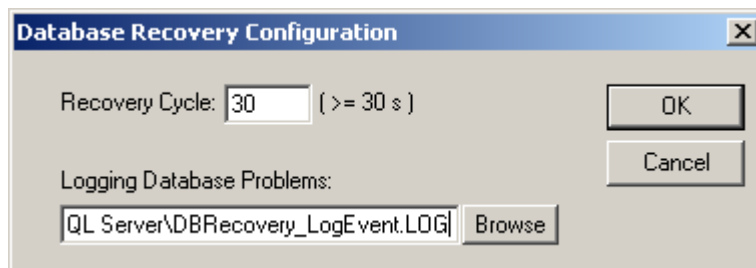 Database Recovery Configuration
Recovery Cycle: 30 ( >= 30 s )
OK
Cancel
Logging Database Problems:
QL Server\DBRecovery_LogEvent.LOG Browse